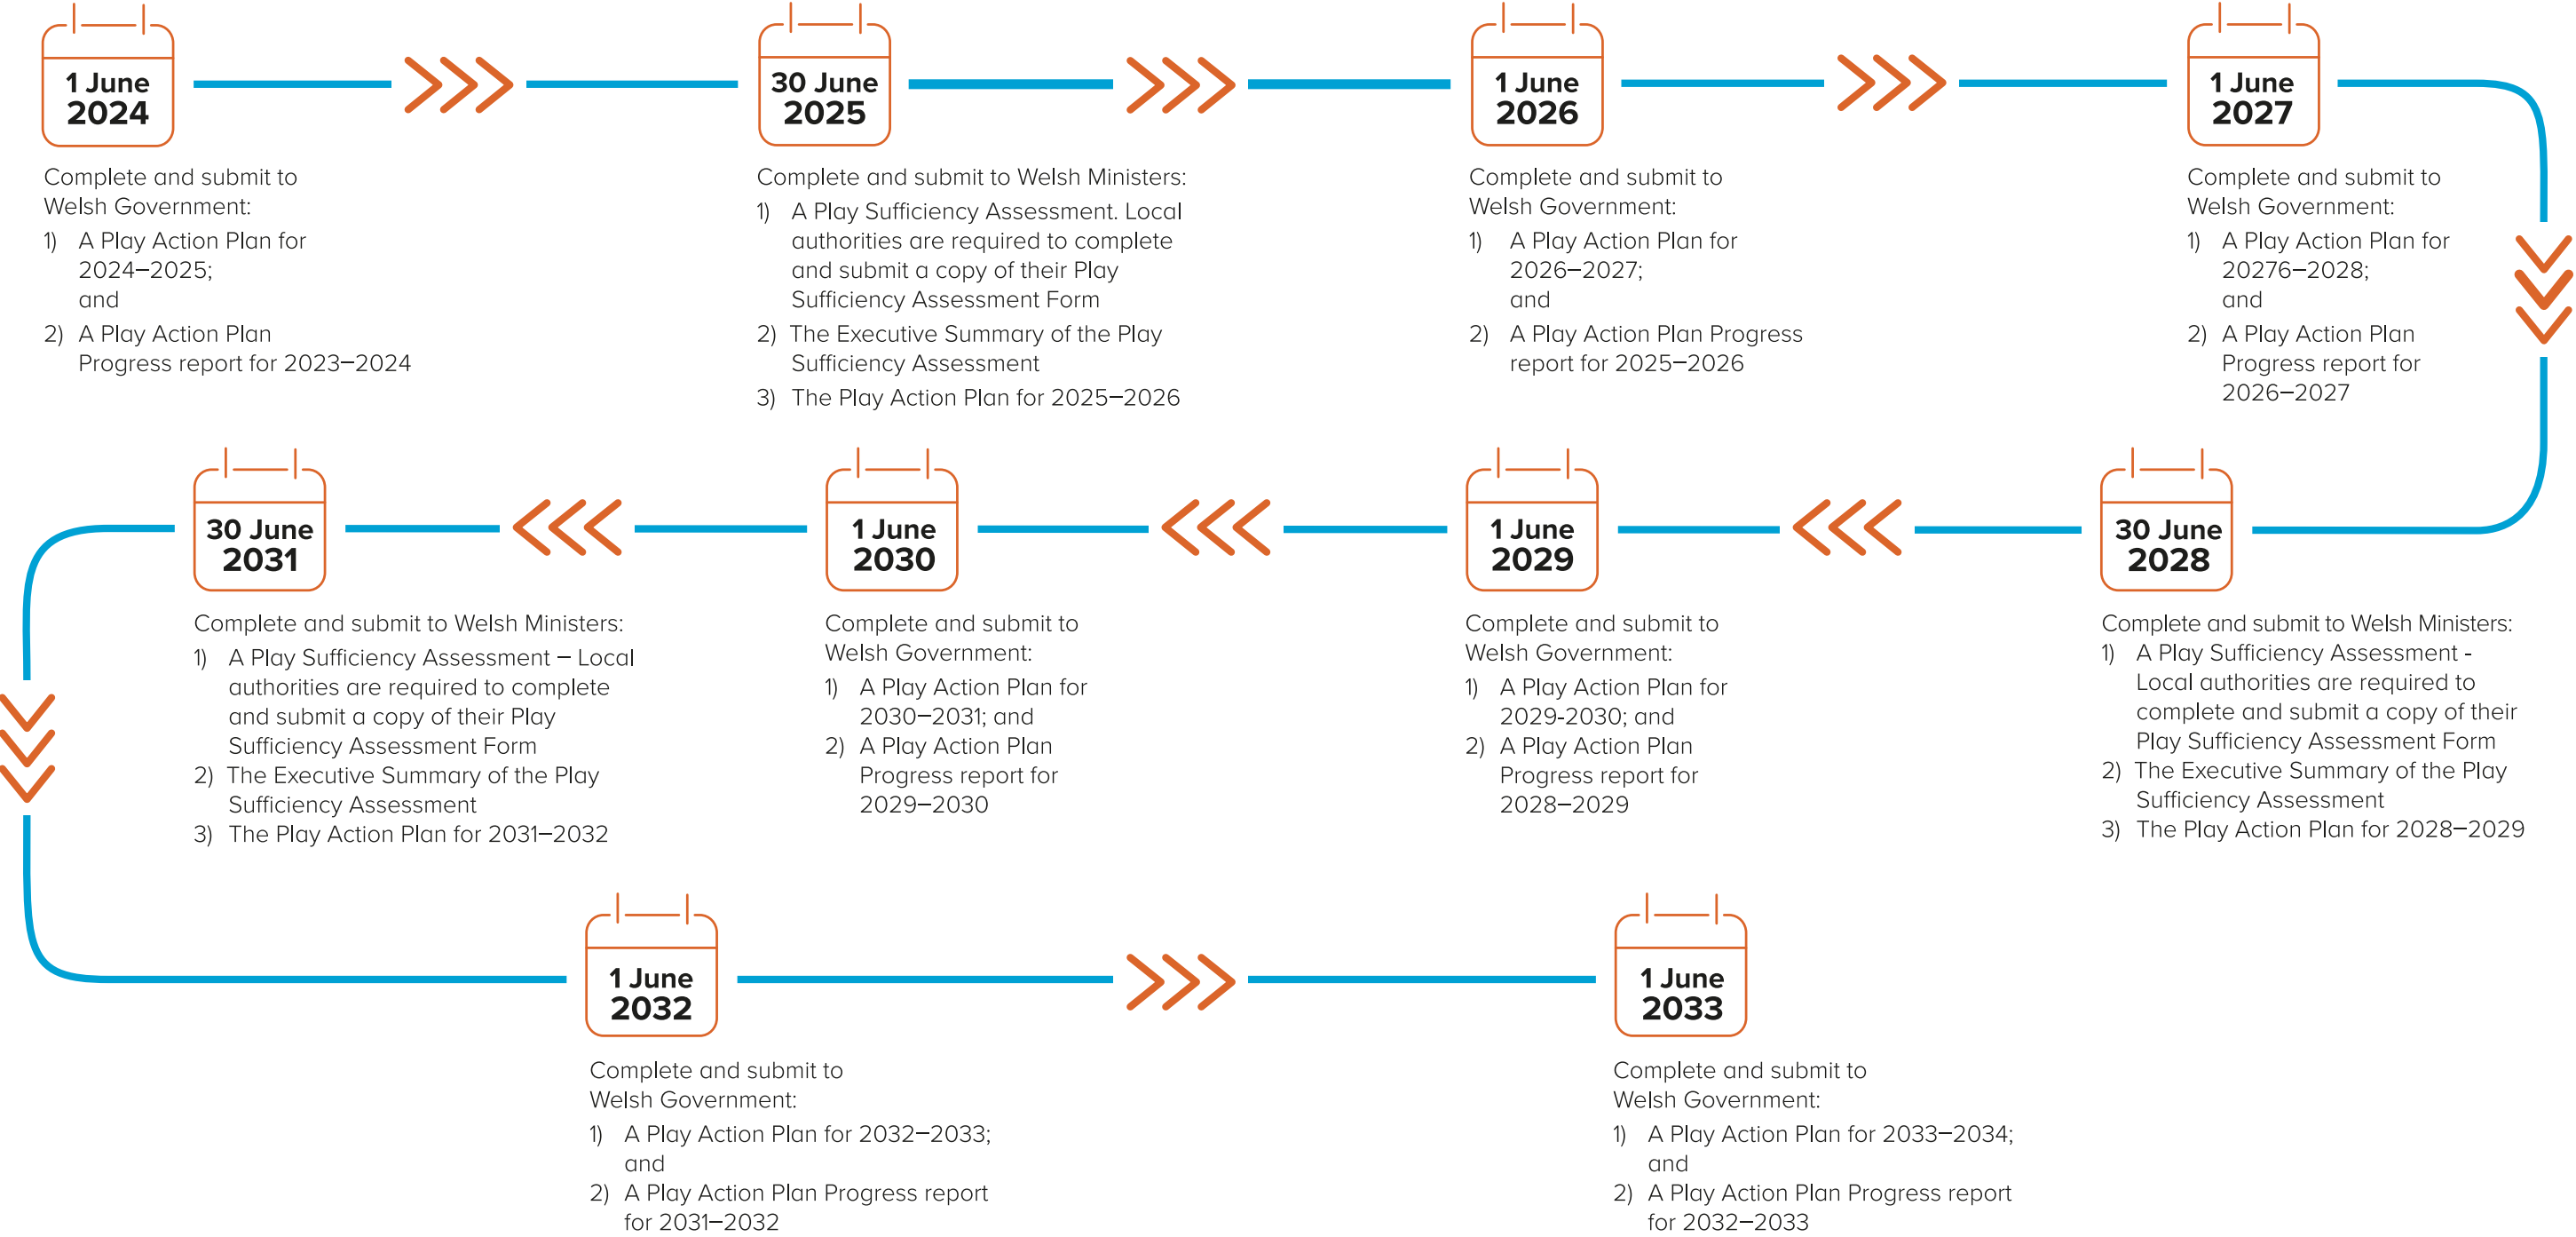 1 June
2024
Complete and submit to
Welsh Government:
1) A Play Action Plan for
2024–2025;
and
2) A Play Action Plan
Progress report for 2023–2024
30 June
2025
Complete and submit to Welsh Ministers:
1) A Play Sufficiency Assessment. Local
authorities are required to complete
and submit a copy of their Play
Sufficiency Assessment Form
2) The Executive Summary of the Play
Sufficiency Assessment
3) The Play Action Plan for 2025–2026
1 June
2026
Complete and submit to
Welsh Government:
1) A Play Action Plan for
2026–2027;
and
2) A Play Action Plan Progress
report for 2025–2026
1 June
2027
Complete and submit to
Welsh Government:
1) A Play Action Plan for
20276–2028;
and
2) A Play Action Plan
Progress report for
2026–2027
30 June
2028
Complete and submit to Welsh Ministers:
1) A Play Sufficiency Assessment -
Local authorities are required to
complete and submit a copy of their
Play Sufficiency Assessment Form
2) The Executive Summary of the Play
Sufficiency Assessment
3) The Play Action Plan for 2028–2029
1 June
2029
Complete and submit to
Welsh Government:
1) A Play Action Plan for
2029-2030; and
2) A Play Action Plan
Progress report for
2028–2029
1 June
2030
Complete and submit to
Welsh Government:
1) A Play Action Plan for
2030–2031; and
2) A Play Action Plan
Progress report for
2029–2030
30 June
2031
Complete and submit to Welsh Ministers:
1) A Play Sufficiency Assessment – Local
authorities are required to complete
and submit a copy of their Play
Sufficiency Assessment Form
2) The Executive Summary of the Play
Sufficiency Assessment
3) The Play Action Plan for 2031–2032
1 June
2032
Complete and submit to
Welsh Government:
1) A Play Action Plan for 2032–2033;
and
2) A Play Action Plan Progress report
for 2031–2032
1 June
2033
Complete and submit to
Welsh Government:
1) A Play Action Plan for 2033–2034;
and
2) A Play Action Plan Progress report
for 2032–2033